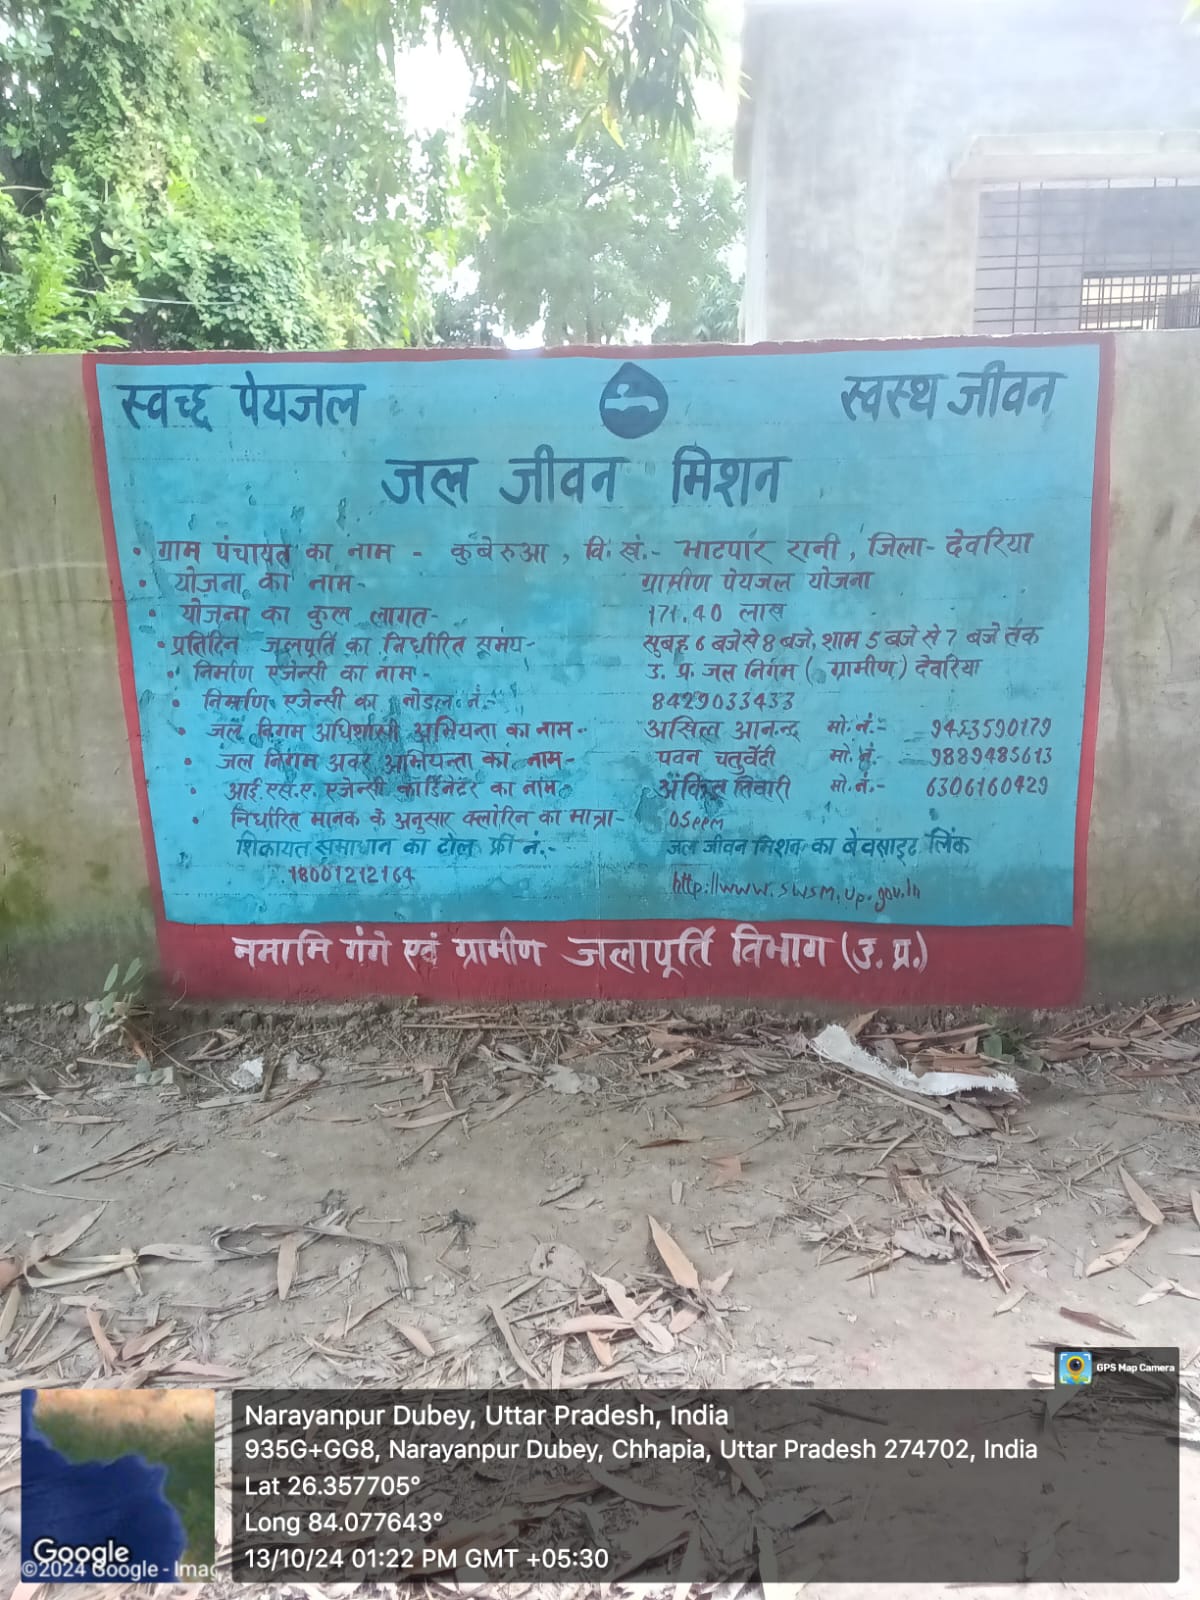 स्वच्छ पेयजल स्वस्थ जीवन
जल जीवन मिशन
• ग्राम पंचायत का नाम - कुबेरुआ, वि. खं.- भाटपार रानी, जिला- देवरिया
• योजना का नाम- ग्रामीण पेयजल योजना
• योजना का कुल लागत- 171.40 लाख
• प्रतिदिन जलपूर्ति का निर्धारित समय- सुबह 6 बजे से 8 बजे, शाम 5 बजे से 7 बजे तक
• निर्माण एजेन्सी का नाम- उ. प्र. जल निगम (ग्रामीण) देवरिया
• निर्माण एजेन्सी का नोडल नं.- 8429033433
• जल निगम अधिशासी अभियन्ता का नाम- असित आनन्द मो. नं.- 9453590179
• जल निगम अवर अभियन्ता का नाम- पवन चतुर्वेदी मो. नं.- 9889485613
• आई. एस. ए. एजेन्सी कार्डिनेटर का नाम अंकित तिवारी मो. नं.- 6306160429
• निर्धारित मानक के अनुसार क्लोरिन का मात्रा-
शिकायत समाधान का टोल फ्री नं.- जल जीवन मिशन का बेवसाइट लिंक
18001212164 http://www.swsm.up.gov.in
नमामि गंगे एवं ग्रामीण जलापूर्ति विभाग (उ. प्र.)
GPS Map Camera
Narayanpur Dubey, Uttar Pradesh, India
935G+GG8, Narayanpur Dubey, Chhapia, Uttar Pradesh 274702, India
Lat 26.357705°
Long 84.077643°
13/10/24 01:22 PM GMT +05:30
Google
©2024 Google - Imag